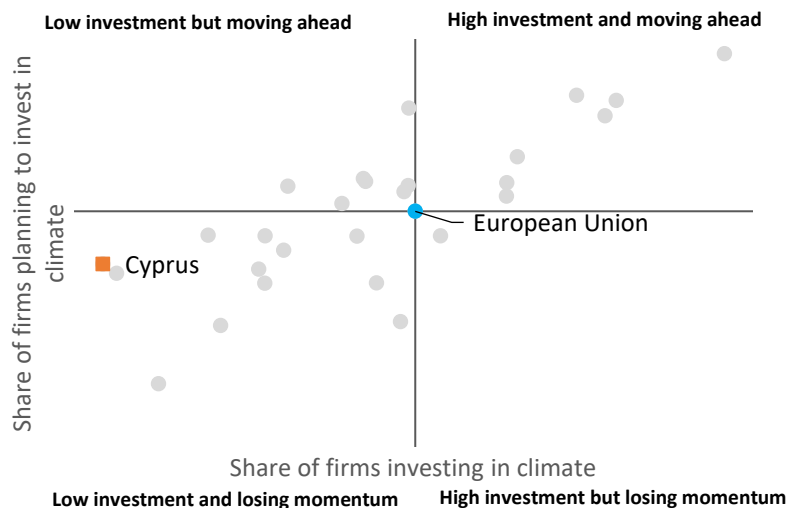 Low investment but moving ahead
High investment and moving ahead
Share of firms planning to invest in
climate
European Union
Cyprus
Share of firms investing in climate
Low investment and losing momentum
High investment but losing momentum